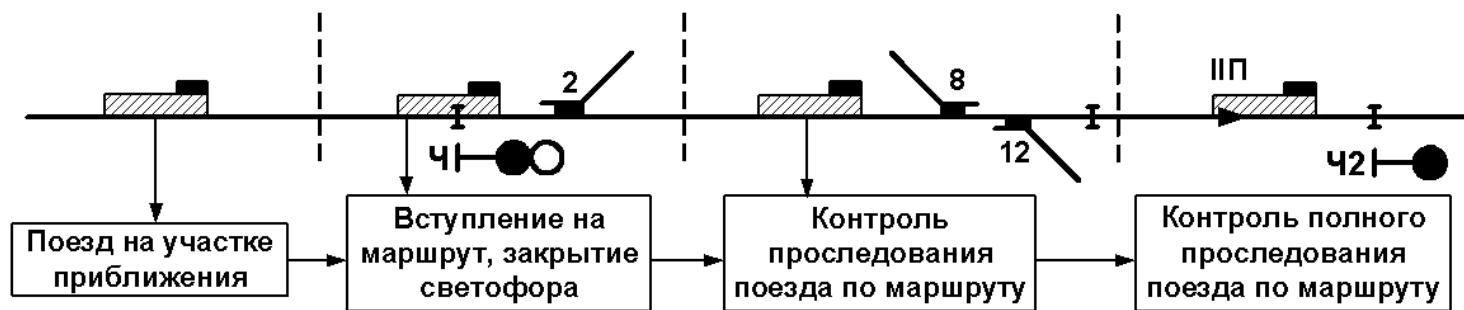 2
8
IIП
12
Ч
Ч2
Поезд на участке
приближения
Вступление на
маршрут, закрытие
светофора
Контроль
проследования
поезда по маршруту
Контроль полного
проследования
поезда по маршруту